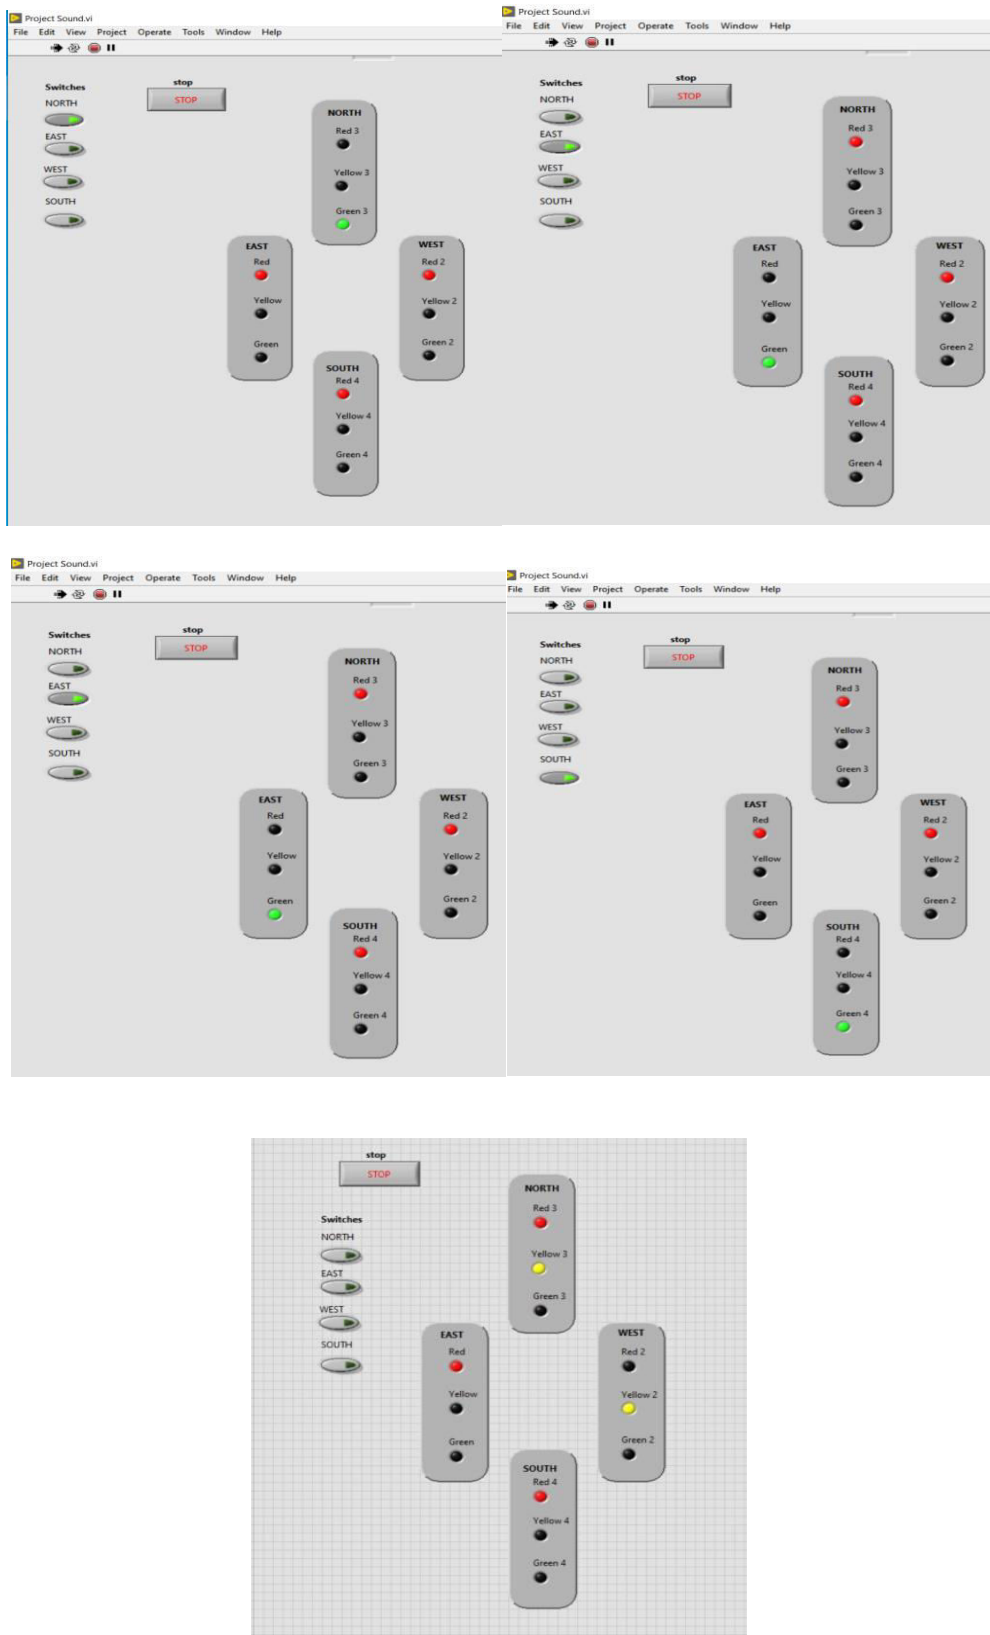 Project Sound.vi
File Edit View Project Operate Tools Window Help
stop
STOP
Switches
NORTH
EAST
WEST
SOUTH
NORTH
Red 3
Yellow 3
Green 3
EAST
Red
Yellow
Green
WEST
Red 2
Yellow 2
Green 2
SOUTH
Red 4
Yellow 4
Green 4
Project Sound.vi
File Edit View Project Operate Tools Window Help
stop
STOP
Switches
NORTH
EAST
WEST
SOUTH
NORTH
Red 3
Yellow 3
Green 3
EAST
Red
Yellow
Green
WEST
Red 2
Yellow 2
Green 2
SOUTH
Red 4
Yellow 4
Green 4
Project Sound.vi
File Edit View Project Operate Tools Window Help
stop
STOP
Switches
NORTH
EAST
WEST
SOUTH
NORTH
Red 3
Yellow 3
Green 3
EAST
Red
Yellow
Green
WEST
Red 2
Yellow 2
Green 2
SOUTH
Red 4
Yellow 4
Green 4
Project Sound.vi
File Edit View Project Operate Tools Window Help
stop
STOP
Switches
NORTH
EAST
WEST
SOUTH
NORTH
Red 3
Yellow 3
Green 3
EAST
Red
Yellow
Green
WEST
Red 2
Yellow 2
Green 2
SOUTH
Red 4
Yellow 4
Green 4
stop
STOP
Switches
NORTH
EAST
WEST
SOUTH
NORTH
Red 3
Yellow 3
Green 3
EAST
Red
Yellow
Green
WEST
Red 2
Yellow 2
Green 2
SOUTH
Red 4
Yellow 4
Green 4